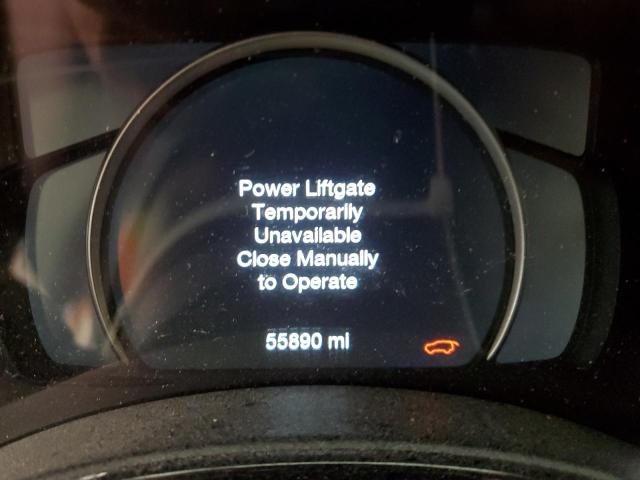 Power Liftgate
Temporarily
Unavailable
Close Manually
to Operate
55890 mi